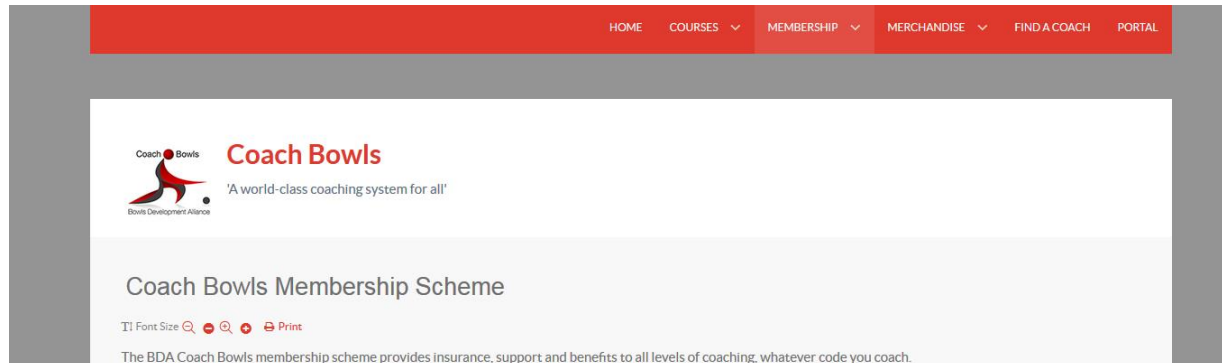 HOME COURSES MEMBERSHIP MERCHANDISE FIND A COACH PORTAL
Coach Bowls
Bowls Development Alliance
Coach Bowls
'A world-class coaching system for all'
Coach Bowls Membership Scheme
TI Font Size Print
The BDA Coach Bowls membership scheme provides insurance, support and benefits to all levels of coaching, whatever code you coach.